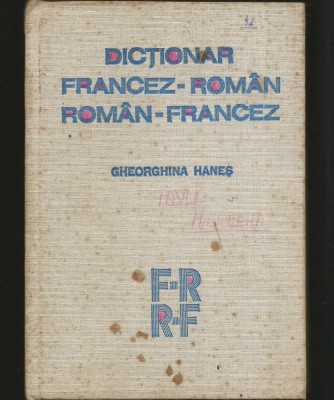 DICȚIONAR
FRANCEZ-ROMÂN
ROMÂN-FRANCEZ
GHEORGHINA HANEȘ
F-R
R-F